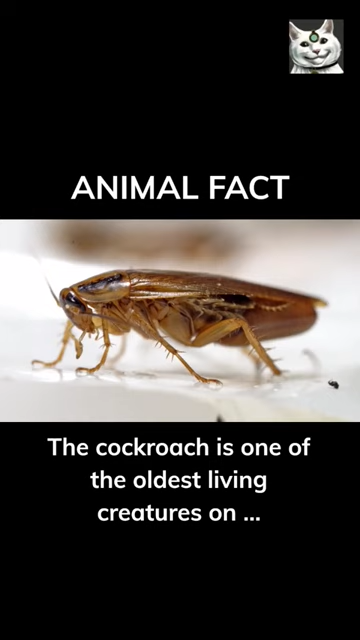 ANIMAL FACT
The cockroach is one of
the oldest living
creatures on ...